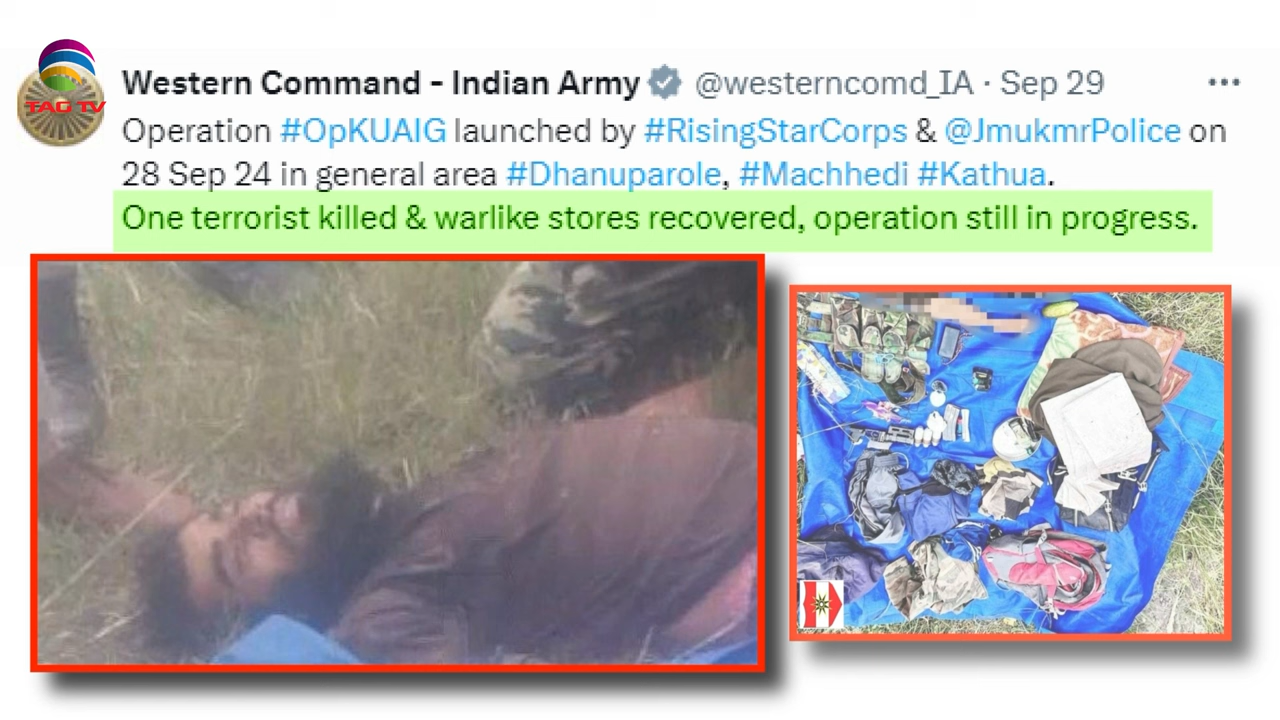 TAG TV
Western Command - Indian Army @westerncomd_IA · Sep 29 ...
Operation #OpKUAIG launched by #RisingStarCorps & @JmukmrPolice on
28 Sep 24 in general area #Dhanuparole, #Machhedi #Kathua.
One terrorist killed & warlike stores recovered, operation still in progress.